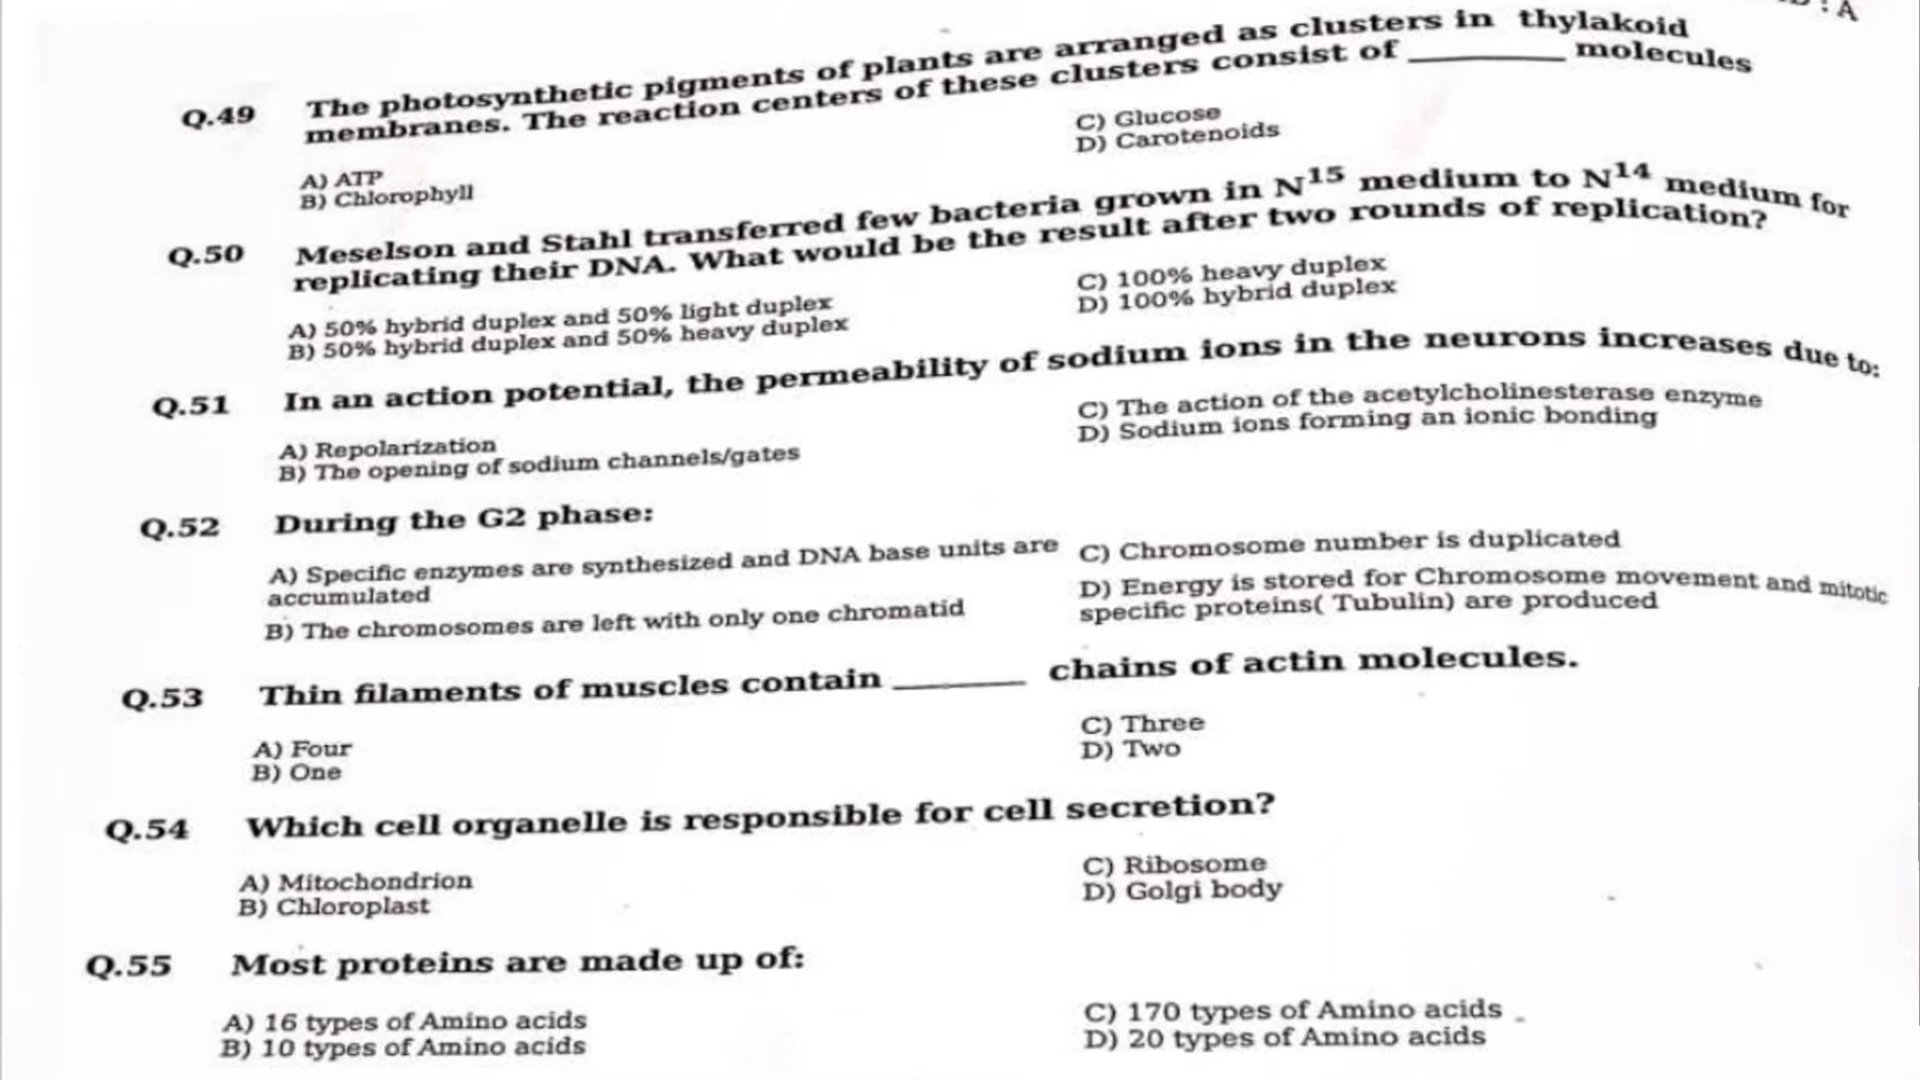 : A
Q.49 The photosynthetic pigments of plants are arranged as clusters in thylakoid
membranes. The reaction centers of these clusters consist of ________ molecules
A) ATP
B) Chlorophyll
C) Glucose
D) Carotenoids
Q.50 Meselson and Stahl transferred few bacteria grown in N15 medium to N14 medium for
replicating their DNA. What would be the result after two rounds of replication?
A) 50% hybrid duplex and 50% light duplex
B) 50% hybrid duplex and 50% heavy duplex
C) 100% heavy duplex
D) 100% hybrid duplex
Q.51 In an action potential, the permeability of sodium ions in the neurons increases due to:
A) Repolarization
B) The opening of sodium channels/gates
C) The action of the acetylcholinesterase enzyme
D) Sodium ions forming an ionic bonding
Q.52 During the G2 phase:
A) Specific enzymes are synthesized and DNA base units are
accumulated
B) The chromosomes are left with only one chromatid
C) Chromosome number is duplicated
D) Energy is stored for Chromosome movement and mitotic
specific proteins( Tubulin) are produced
Q.53 Thin filaments of muscles contain _______ chains of actin molecules.
A) Four
B) One
C) Three
D) Two
Q.54 Which cell organelle is responsible for cell secretion?
A) Mitochondrion
B) Chloroplast
C) Ribosome
D) Golgi body
Q.55 Most proteins are made up of:
A) 16 types of Amino acids
B) 10 types of Amino acids
C) 170 types of Amino acids
D) 20 types of Amino acids